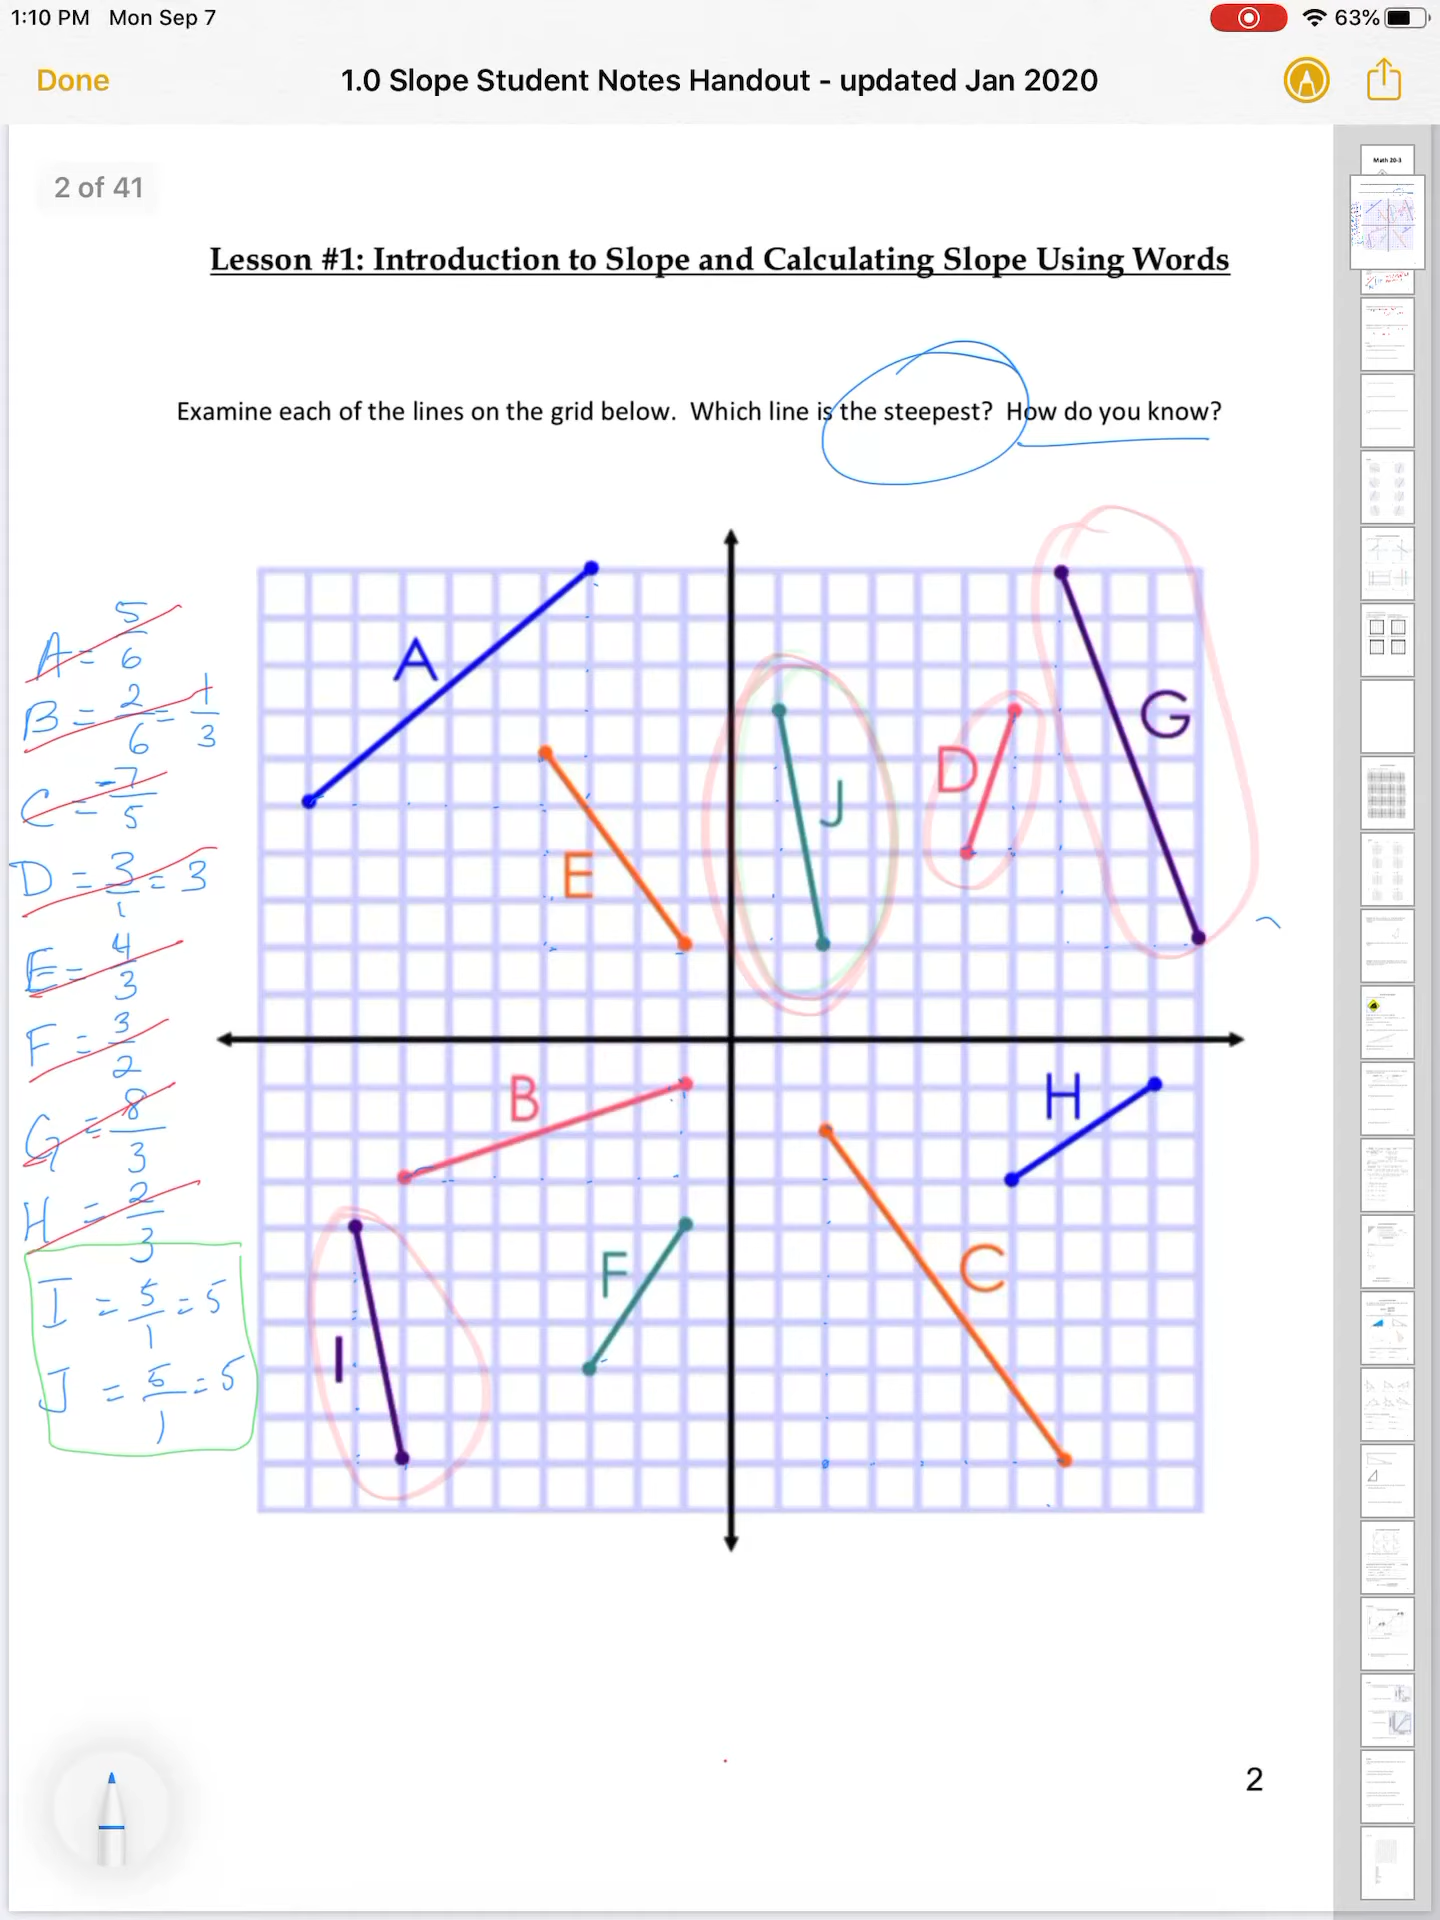 1:10 PM Mon Sep 7
63%
Done
1.0 Slope Student Notes Handout - updated Jan 2020
2 of 41
Math 20-3
Lesson #1: Introduction to Slope and Calculating Slope Using Words
Examine each of the lines on the grid below. Which line is the steepest? How do you know?
A = 5/6
B = 2/6 = 1/3
C = -7/5
D = 3/1 = 3
E = 4/3
F = 3/2
G = 8/3
H = 2/3
I = 5/1 = 5
J = 5/1 = 5
A
G
D
J
E
B
H
F
C
I
2